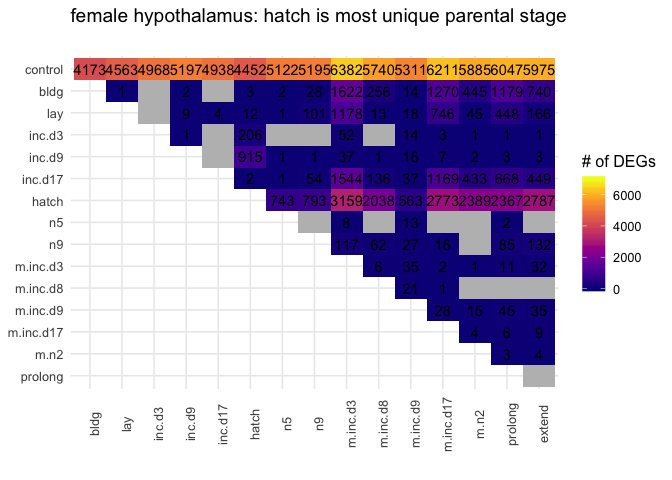 female hypothalamus: hatch is most unique parental stage
control 4173 4563 4968 5197 4938 4452 5122 5195 6382 5740 5311 6211 5885 6047 5975
bldg 1 2 3 2 28 1622 256 14 1270 445 1179 740
lay 9 4 12 1 101 1178 13 18 746 45 448 166
inc.d3 1 206 52 14 3 1 1 1
inc.d9 915 1 1 37 1 16 7 2 3 3
inc.d17 2 1 54 1544 136 37 1169 433 668 449
hatch 743 793 3159 2038 563 2773 2389 2367 2787
n5 8 13 2
n9 117 62 27 16 85 132
m.inc.d3 6 35 2 1 11 32
m.inc.d8 21 1
m.inc.d9 28 15 45 35
m.inc.d17 4 6 9
m.n2 3 4
prolong
bldg lay inc.d3 inc.d9 inc.d17 hatch n5 n9 m.inc.d3 m.inc.d8 m.inc.d9 m.inc.d17 m.n2 prolong extend
# of DEGs
6000
4000
2000
0